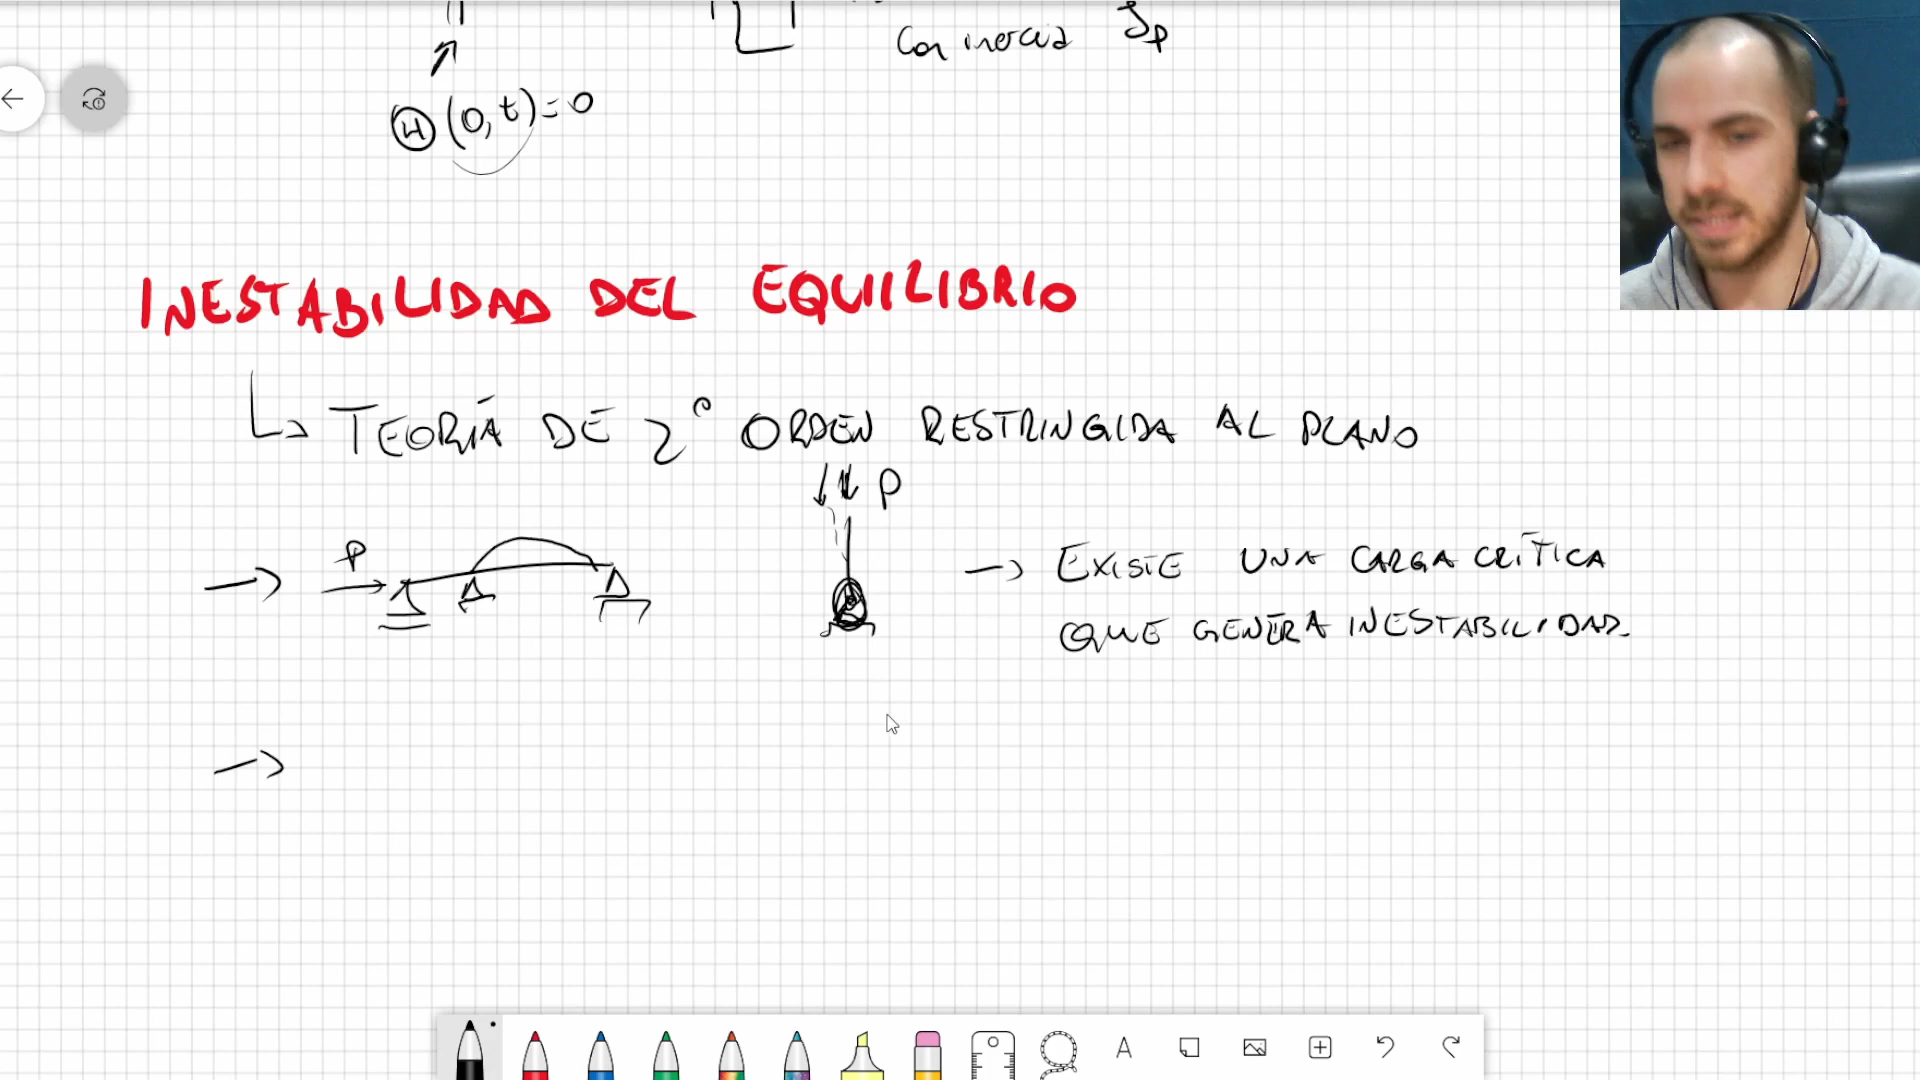 Con inercia Jp
Θ(0,t)=0
INESTABILIDAD DEL EQUILIBRIO
↳ TEORÍA DE 2° ORDEN RESTRINGIDA AL PLANO
P
P
→ EXISTE UNA CARGA CRÍTICA
QUE GENERA INESTABILIDAD.
→
A